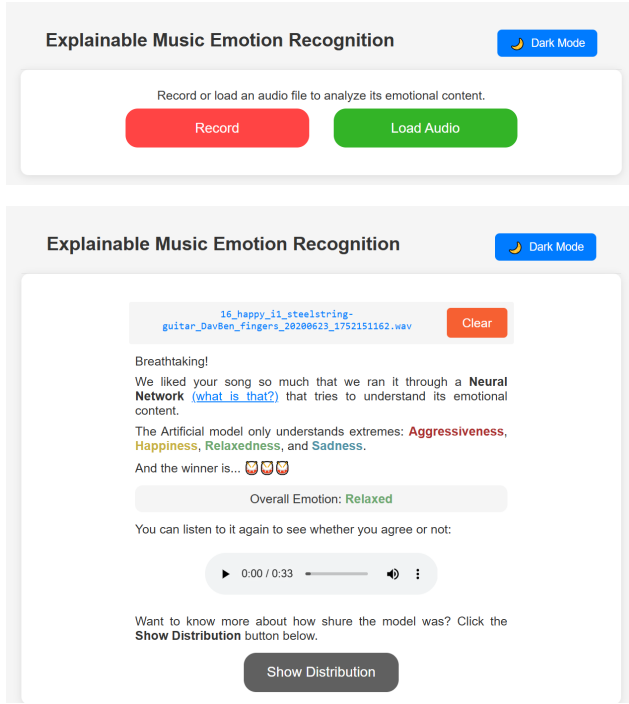 Explainable Music Emotion Recognition
🌙 Dark Mode
Record or load an audio file to analyze its emotional content.
Record
Load Audio
Explainable Music Emotion Recognition
🌙 Dark Mode
16_happy_i1_steelstring-
guitar_DavBen_fingers_20200623_1752151162.wav
Clear
Breathtaking!
We liked your song so much that we ran it through a Neural
Network (what is that?) that tries to understand its emotional
content.
The Artificial model only understands extremes: Aggressiveness,
Happiness, Relaxedness, and Sadness.
And the winner is... 🥁🥁🥁
Overall Emotion: Relaxed
You can listen to it again to see whether you agree or not:
0:00 / 0:33
Want to know more about how shure the model was? Click the
Show Distribution button below.
Show Distribution